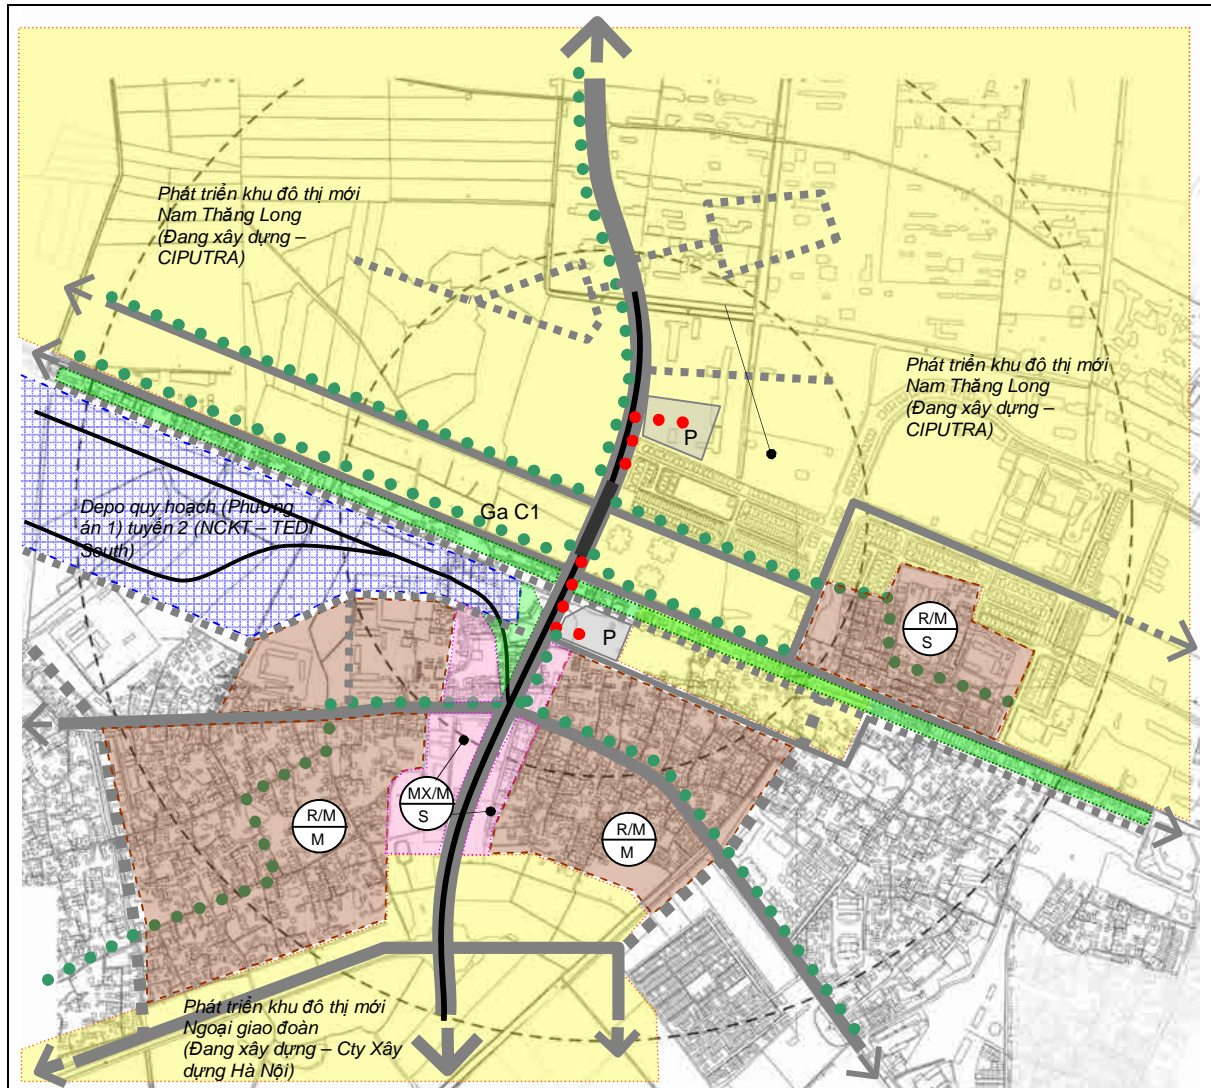 Phát triển khu đô thị mới
Nam Thăng Long
(Đang xây dựng –
CIPUTRA)
Phát triển khu đô thị mới
Nam Thăng Long
(Đang xây dựng –
CIPUTRA)
P
Ga C1
Depo quy hoạch (Phương
án 1) tuyến 2 (NCKT – TEDI
South)
P
R/M
S
MX/M
S
R/M
M
R/M
M
Phát triển khu đô thị mới
Ngoại giao đoàn
(Đang xây dựng – Cty Xây
dựng Hà Nội)